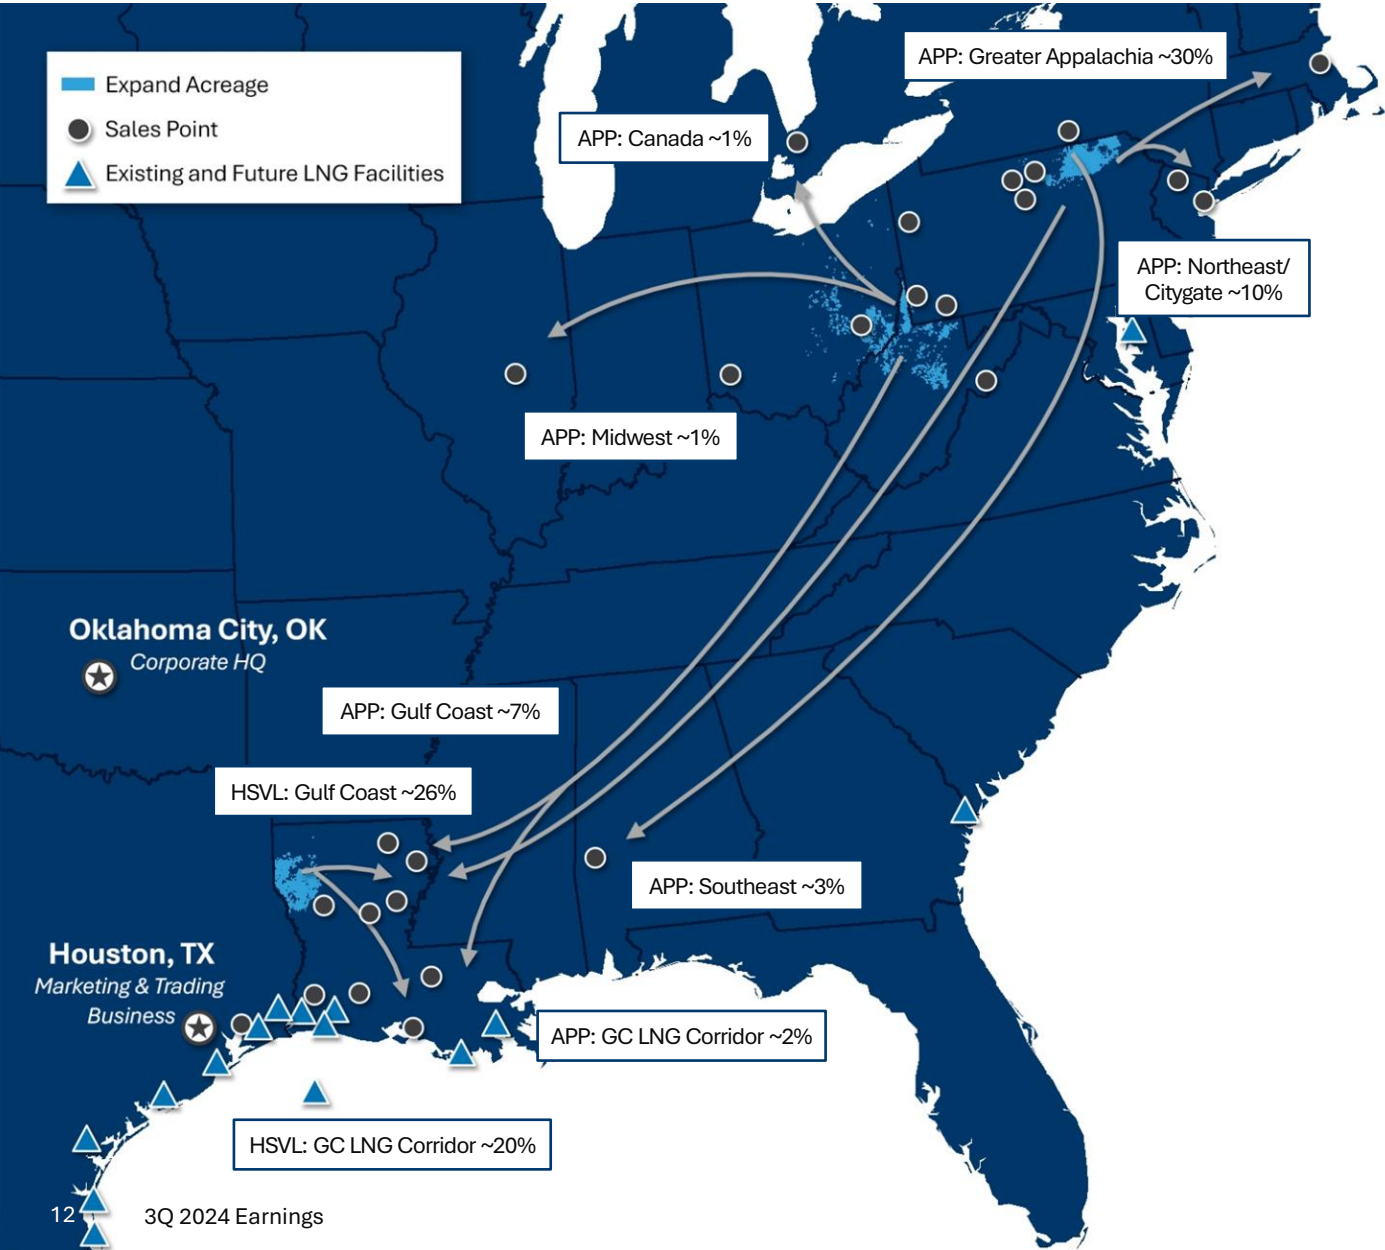 APP: Greater Appalachia ~30%
Expand Acreage
Sales Point
Existing and Future LNG Facilities
APP: Canada ~1%
APP: Northeast/
Citygate ~10%
APP: Midwest ~1%
Oklahoma City, OK
Corporate HQ
APP: Gulf Coast ~7%
HSVL: Gulf Coast ~26%
APP: Southeast ~3%
Houston, TX
Marketing & Trading
Business
APP: GC LNG Corridor ~2%
HSVL: GC LNG Corridor ~20%
12 3Q 2024 Earnings